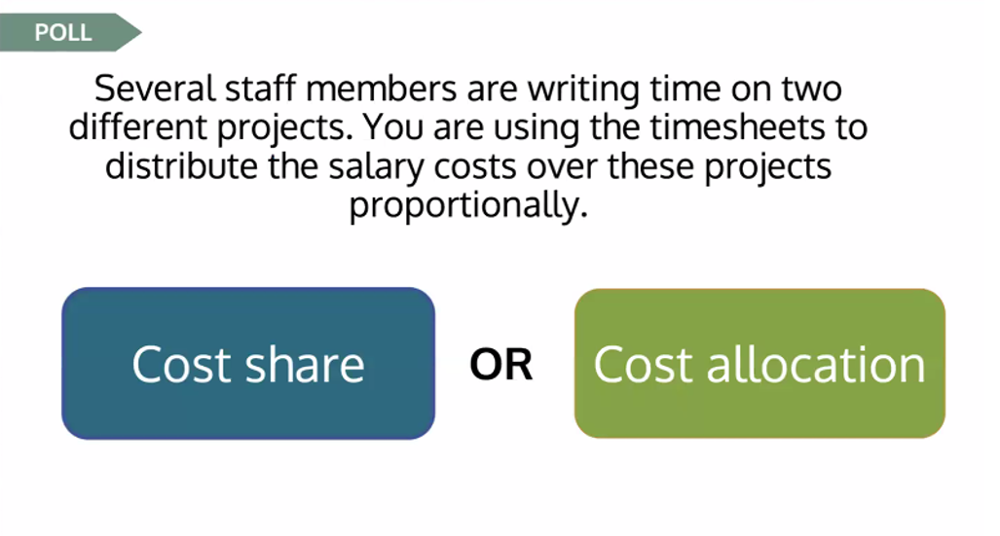 POLL
Several staff members are writing time on two
different projects. You are using the timesheets to
distribute the salary costs over these projects
proportionally.
Cost share
OR
Cost allocation